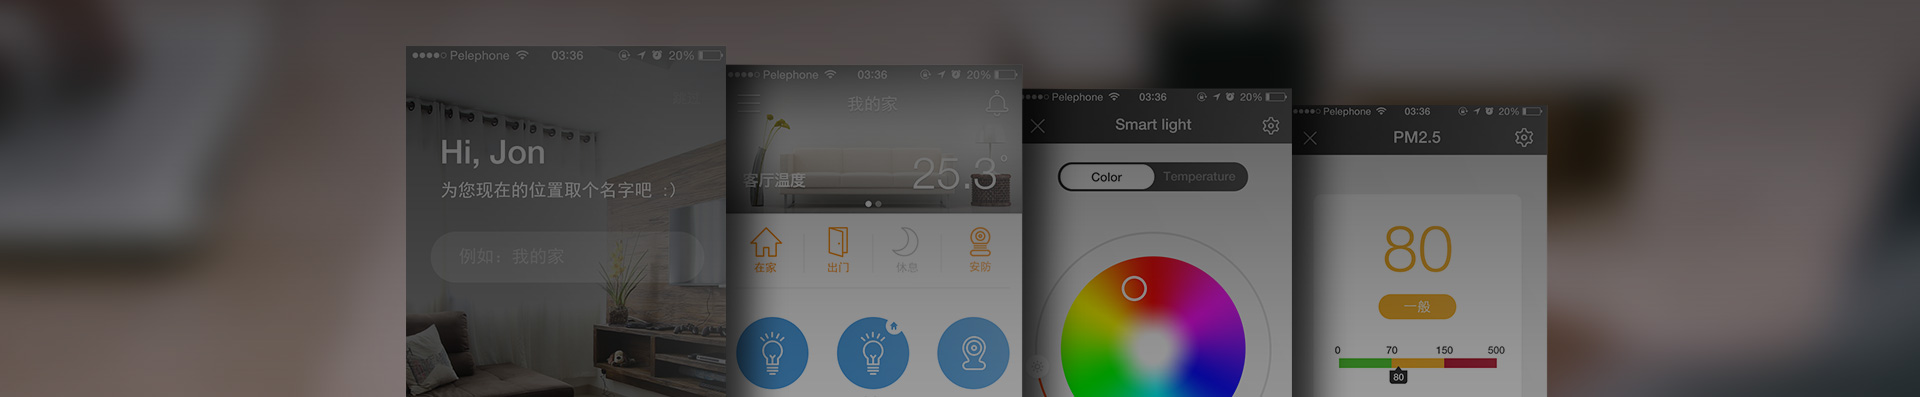 Pelephone 03:36 20%
Hi, Jon
为您现在的位置取个名字吧 :)
例如：我的家
Pelephone 03:36 20%
我的家
客厅温度
25.3°
在家 出门 休息 安防
Pelephone 03:36 20%
Smart light
Color Temperature
Pelephone 03:36 20%
PM2.5
80
一般
0 70 150 500
80